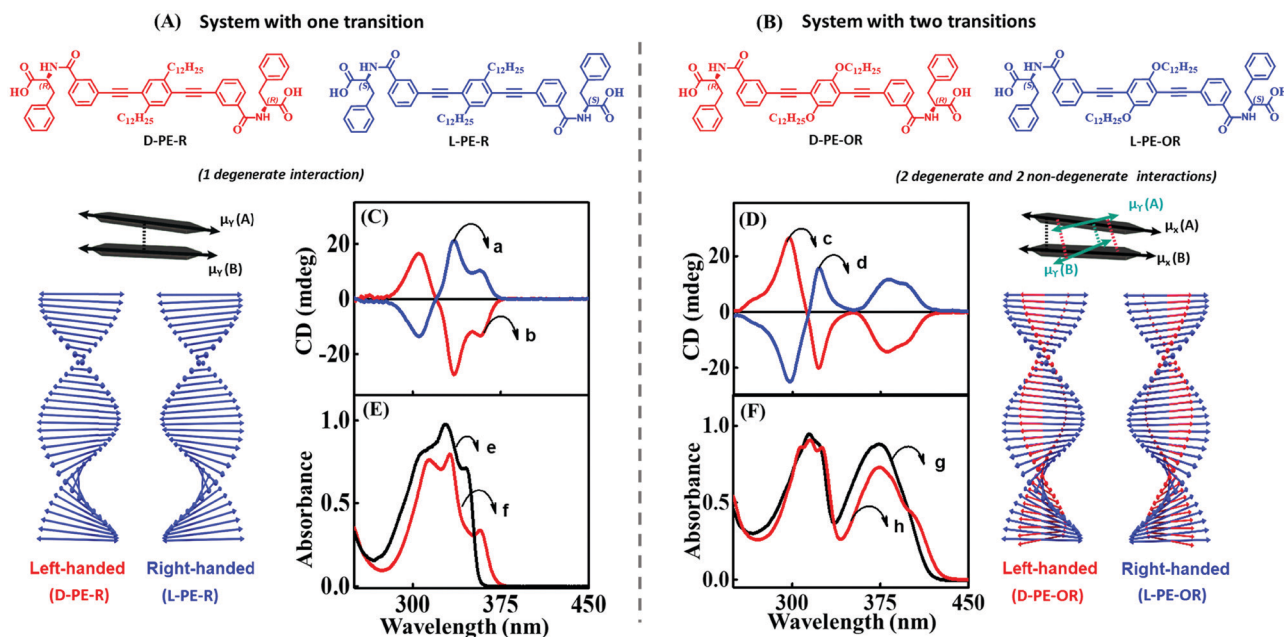 (A) System with one transition
O
NH
O
HO
(R)
C12H25
C12H25
(R)
OH
O
HN
O
D-PE-R
O
NH
O
HO
(S)
C12H25
C12H25
(S)
OH
O
HN
O
L-PE-R
(1 degenerate interaction)
μY(A)
μY(B)
(C)
CD (mdeg)
20
0
-20
a
b
(E)
Absorbance
1.0
0.5
0.0
e
f
300 375 450
Wavelength (nm)
Left-handed
(D-PE-R)
Right-handed
(L-PE-R)
(B) System with two transitions
O
NH
O
HO
(R)
OC12H25
C12H25
O
(R)
OH
O
NH
O
D-PE-OR
O
NH
O
HO
(S)
OC12H25
C12H25
O
(S)
OH
O
NH
O
L-PE-OR
(2 degenerate and 2 non-degenerate interactions)
(D)
CD (mdeg)
20
0
-20
c
d
(F)
Absorbance
1.0
0.5
0.0
g
h
300 375 450
Wavelength (nm)
μY(A)
μx(A)
μY(B)
μx(B)
Left-handed
(D-PE-OR)
Right-handed
(L-PE-OR)